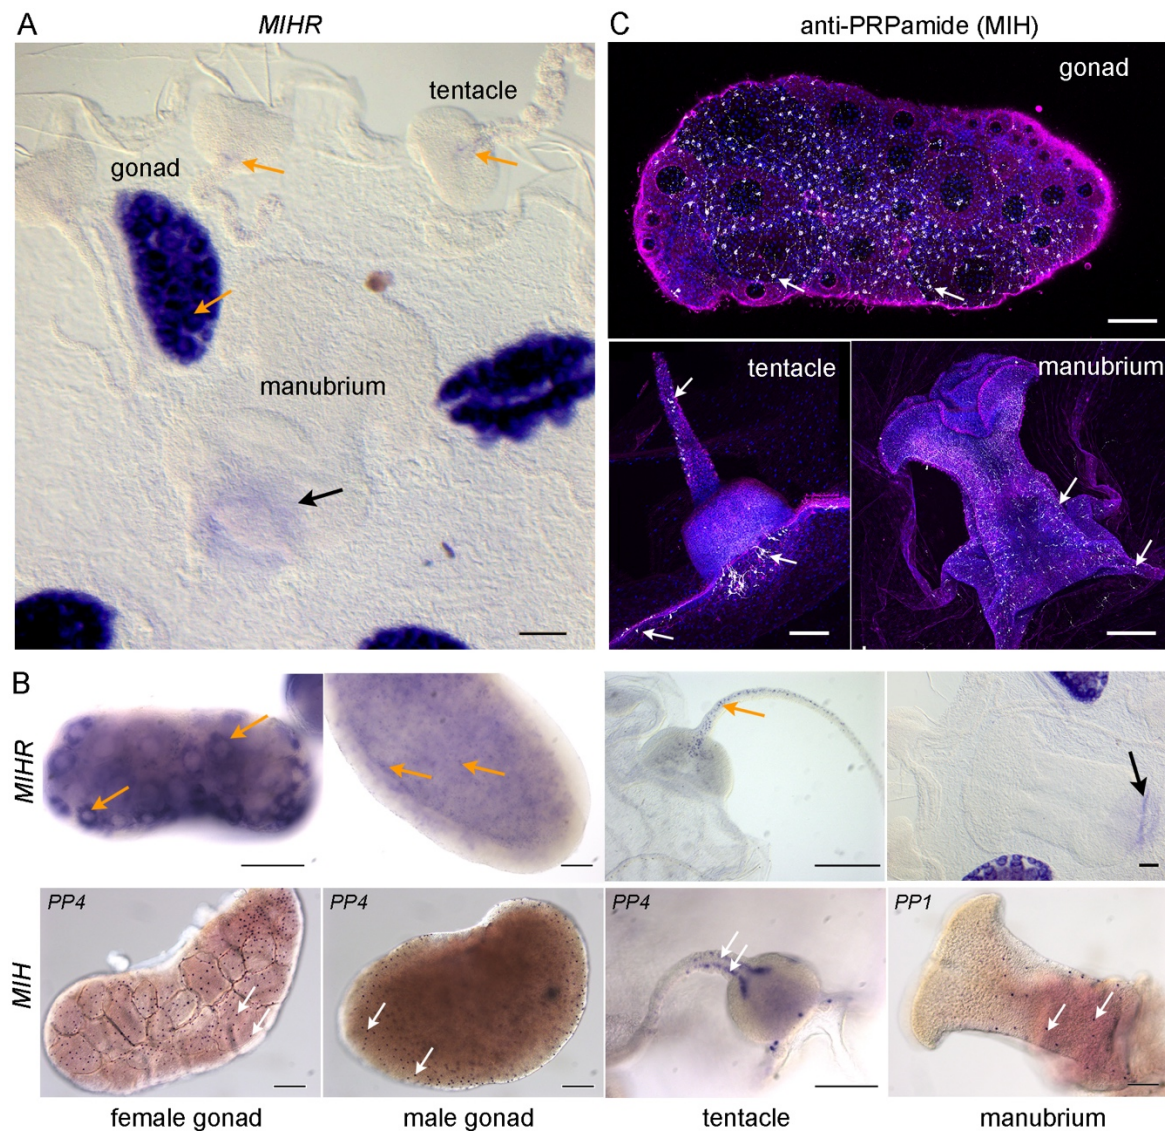 A
MIHR
tentacle
gonad
manubrium
C
anti-PRPamide (MIH)
gonad
tentacle
manubrium
B
MIHR
MIH
PP4
PP4
PP4
PP1
female gonad
male gonad
tentacle
manubrium